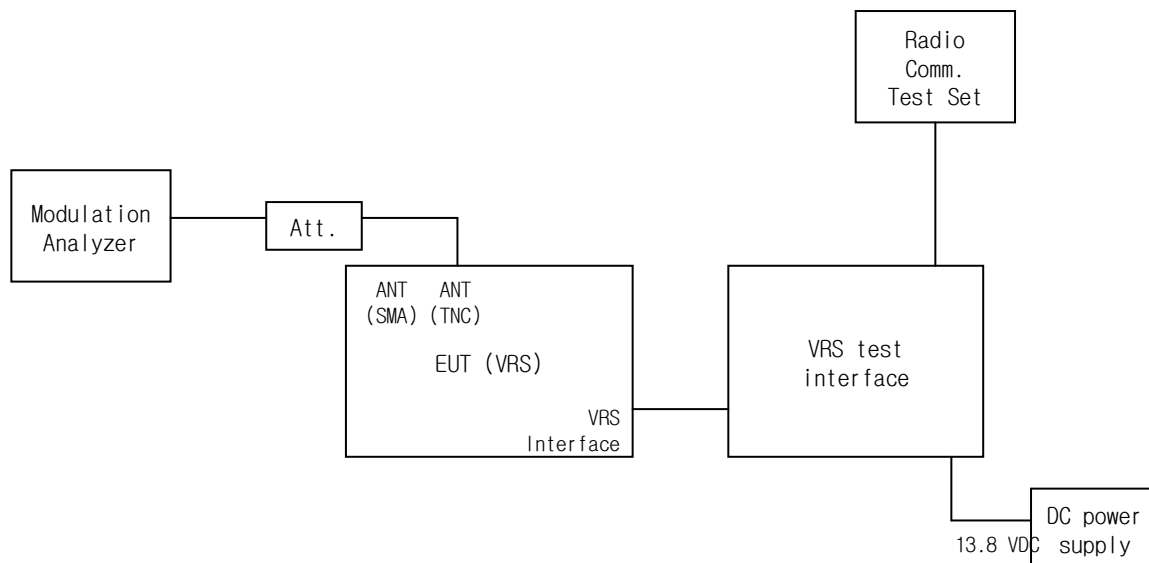 Radio
Comm.
Test Set
Modulation
Analyzer
Att.
ANT ANT
(SMA) (TNC)
EUT (VRS)
VRS
Interface
VRS test
interface
DC power
13.8 VDC supply